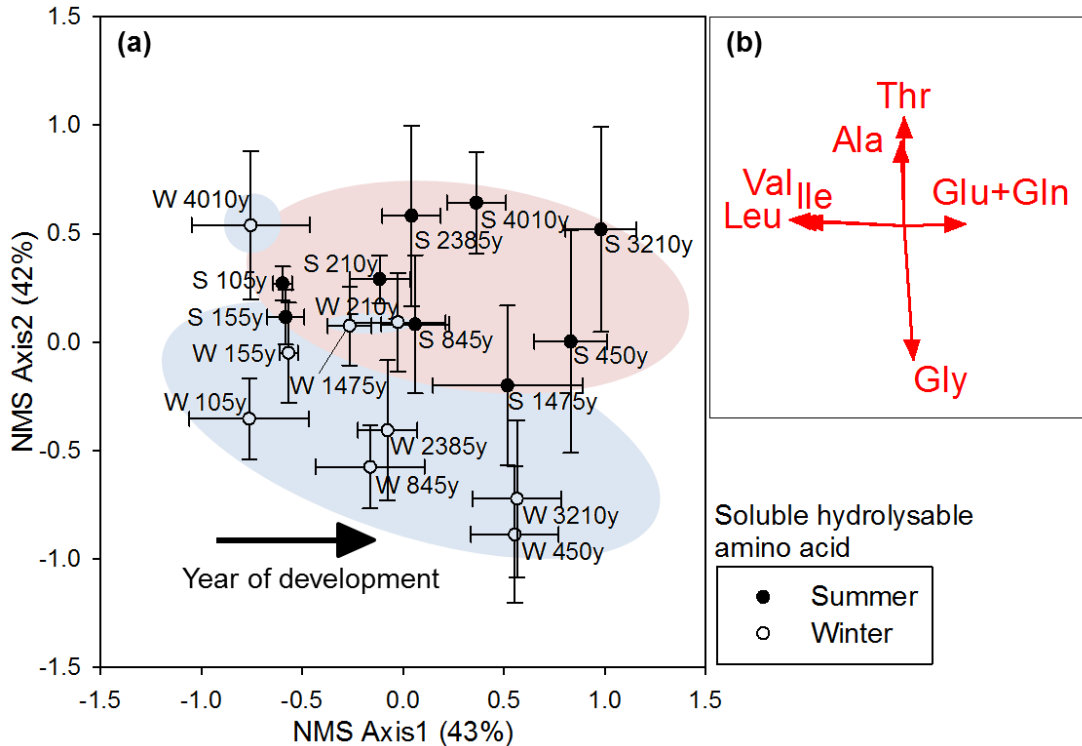 (a)
1.5
1.0
0.5
0.0
-0.5
-1.0
-1.5
NMS Axis2 (42%)
W 4010y
S 4010y
S 2385y
S 3210y
S 105y
S 210y
S 155y
W 210y
S 845y
S 450y
W 155y
W 1475y
S 1475y
W 105y
W 2385y
W 845y
W 3210y
W 450y
Year of development
-1.5
-1.0
-0.5
0.0
0.5
1.0
1.5
NMS Axis1 (43%)
(b)
Thr
Ala
Val
Ile
Leu
Glu+Gln
Gly
Soluble hydrolysable
amino acid
Summer
Winter